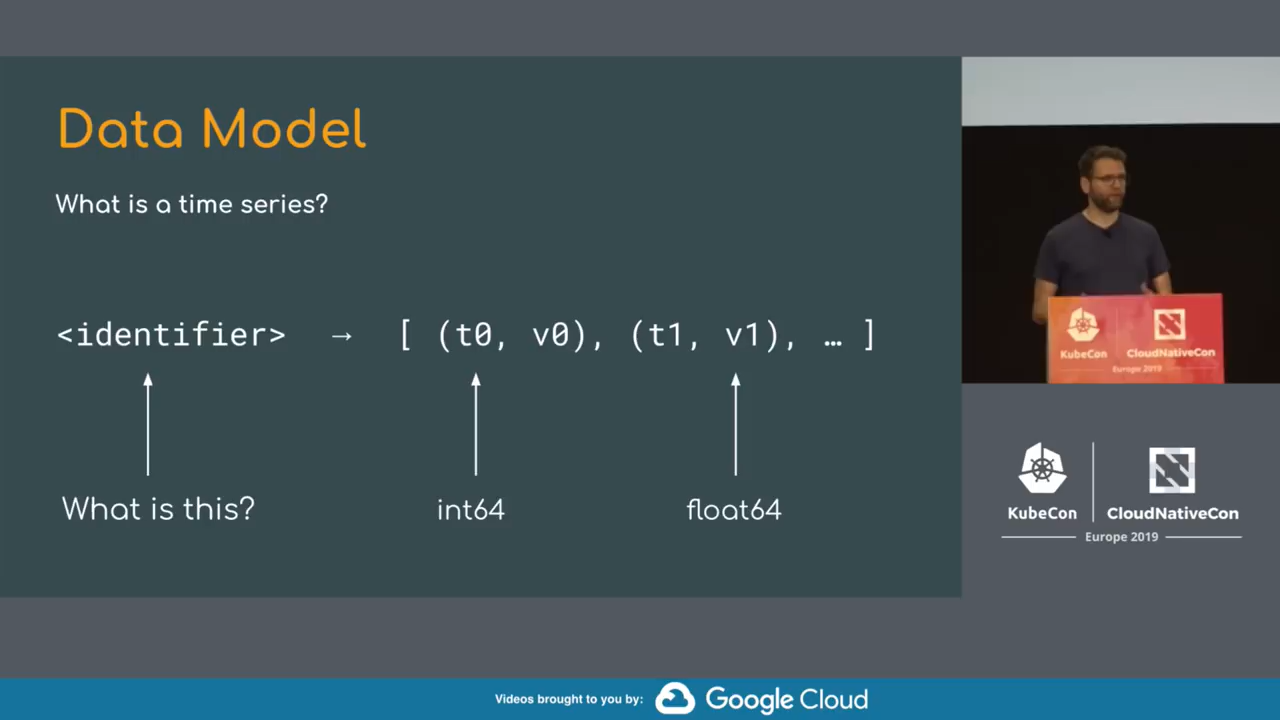 Data Model
What is a time series?
<identifier> → [ (t0, v0), (t1, v1), … ]
What is this?
int64
float64
KubeCon
CloudNativeCon
Europe 2019
KubeCon
CloudNativeCon
Europe 2019
Videos brought to you by:
Google Cloud